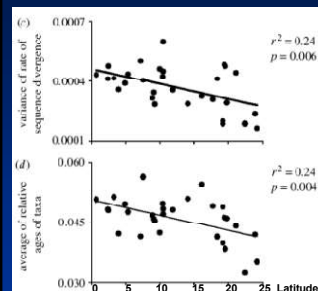 (c)
0.0007
0.0004
0.0001
variance of rate of
sequence divergence
r² = 0.24
p = 0.006
(d)
0.060
0.045
0.030
average of relative
ages of taxa
r² = 0.24
p = 0.004
0 5 10 15 20 25 Latitude